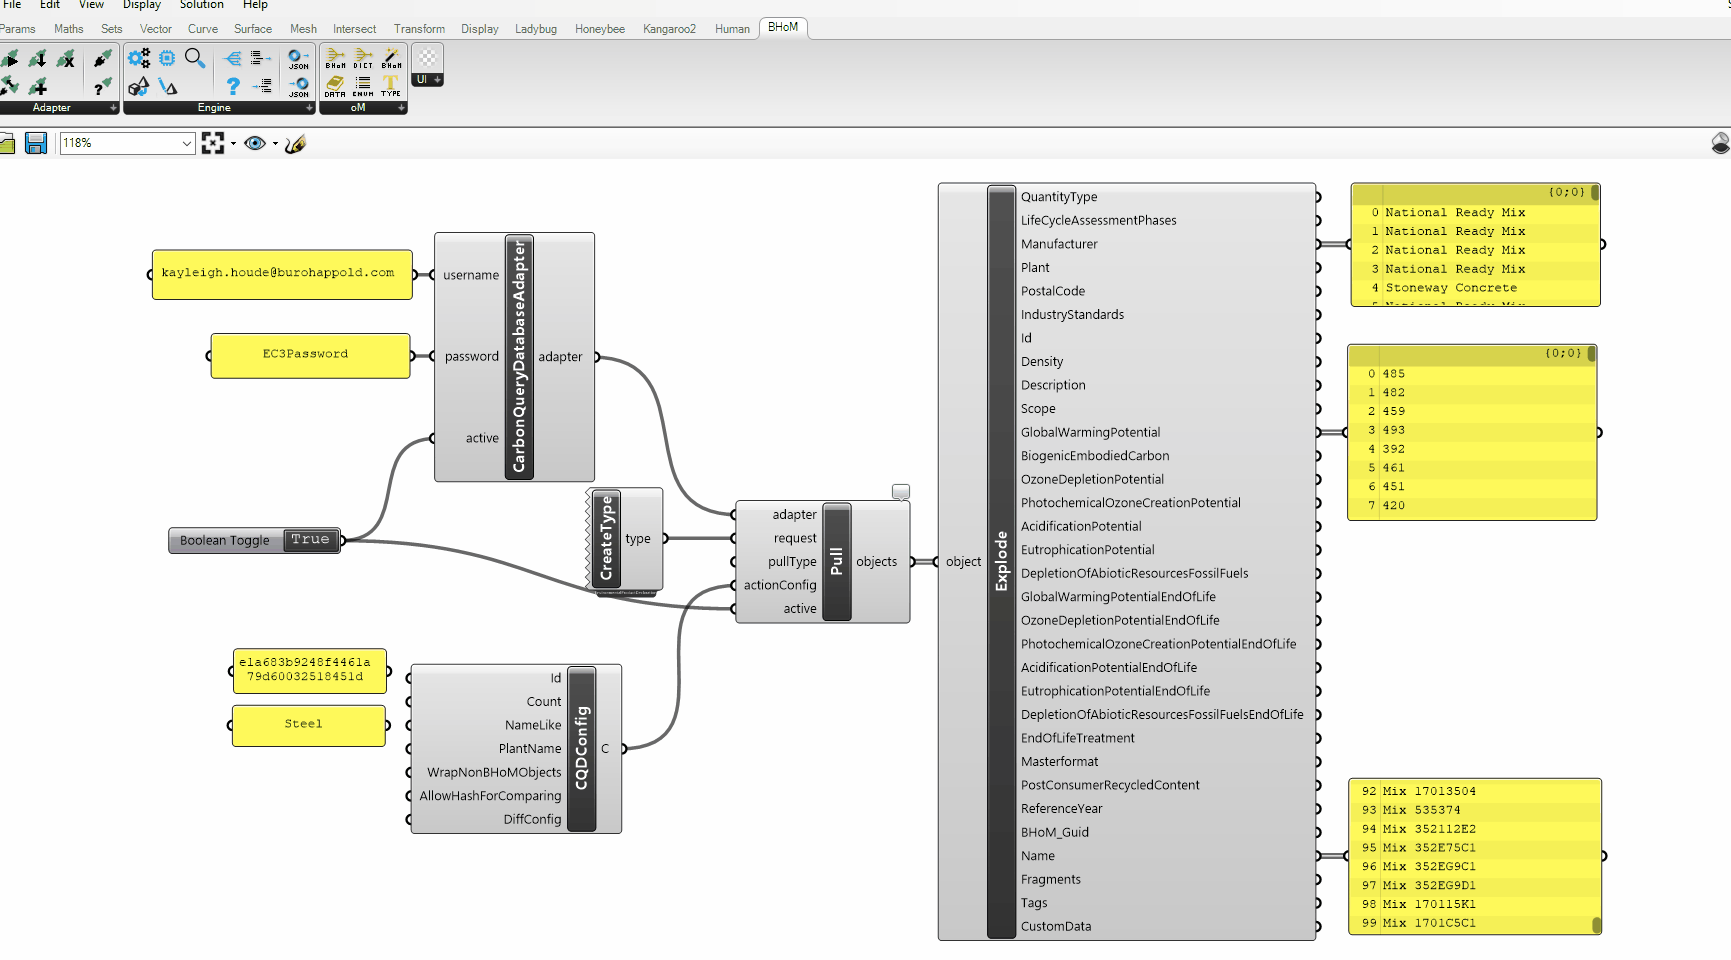 File Edit View Display Solution Help
Params Maths Sets Vector Curve Surface Mesh Intersect Transform Display Ladybug Honeybee Kangaroo2 Human BHoM
JSON BHoM DICT BHoM
JSON DATA ENUM TYPE
UI
Adapter Engine oM
118%
kayleigh.houde@burohappold.com
EC3Password
username
password
active
CarbonQueryDatabaseAdapter
adapter
Boolean Toggle True
CreateType
type
adapter
request
pullType
actionConfig
active
Pull
objects
e1a683b9248f4461a
79d60032518451d
Steel
Id
Count
NameLike
PlantName
WrapNonBHoMObjects
AllowHashForComparing
DiffConfig
CQDConfig
C
object
Explode
QuantityType
LifeCycleAssessmentPhases
Manufacturer
Plant
PostalCode
IndustryStandards
Id
Density
Description
Scope
GlobalWarmingPotential
BiogenicEmbodiedCarbon
OzoneDepletionPotential
PhotochemicalOzoneCreationPotential
AcidificationPotential
EutrophicationPotential
DepletionOfAbioticResourcesFossilFuels
GlobalWarmingPotentialEndOfLife
OzoneDepletionPotentialEndOfLife
PhotochemicalOzoneCreationPotentialEndOfLife
AcidificationPotentialEndOfLife
EutrophicationPotentialEndOfLife
DepletionOfAbioticResourcesFossilFuelsEndOfLife
EndOfLifeTreatment
Masterformat
PostConsumerRecycledContent
ReferenceYear
BHoM_Guid
Name
Fragments
Tags
CustomData
{0;0}
0 National Ready Mix
1 National Ready Mix
2 National Ready Mix
3 National Ready Mix
4 Stoneway Concrete
5 National Ready Mix
{0;0}
0 485
1 482
2 459
3 493
4 392
5 461
6 451
7 420
92 Mix 17013504
93 Mix 535374
94 Mix 352112E2
95 Mix 352E75C1
96 Mix 352EG9C1
97 Mix 352EG9D1
98 Mix 170115K1
99 Mix 1701C5C1